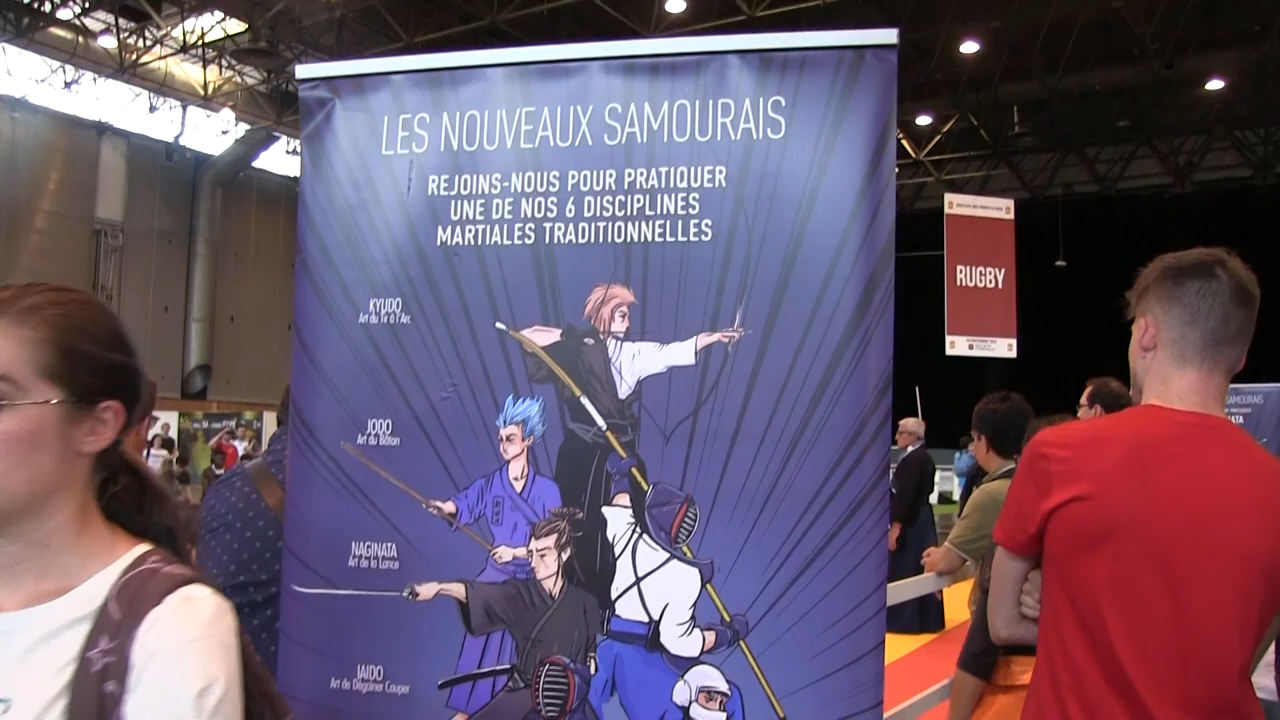 LES NOUVEAUX SAMOURAIS
REJOINS-NOUS POUR PRATIQUER
UNE DE NOS 6 DISCIPLINES
MARTIALES TRADITIONNELLES
KYUDO
Art du Tir à l'Arc
JODO
Art du Bâton
NAGINATA
Art de la Lance
IAIDO
Art de Dégainer Couper
RUGBY
SAMOURAIS